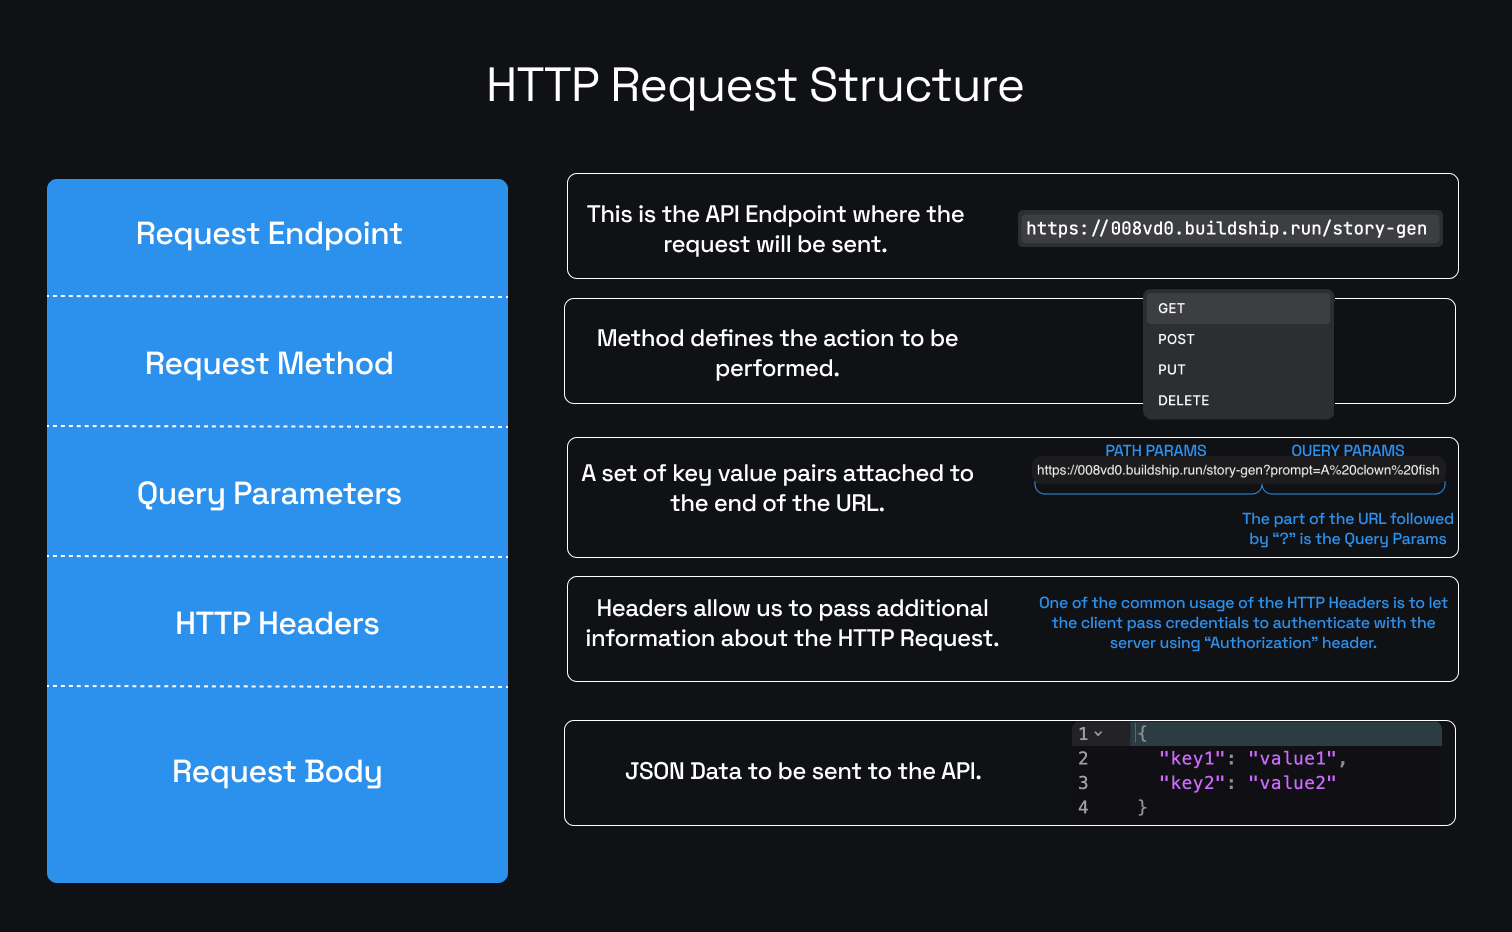 HTTP Request Structure
Request Endpoint
This is the API Endpoint where the
request will be sent.
https://008vd0.buildship.run/story-gen
Request Method
Method defines the action to be
performed.
GET
POST
PUT
DELETE
Query Parameters
A set of key value pairs attached to
the end of the URL.
PATH PARAMS QUERY PARAMS
https://008vd0.buildship.run/story-gen?prompt=A%20clown%20fish
The part of the URL followed
by “?” is the Query Params
HTTP Headers
Headers allow us to pass additional
information about the HTTP Request.
One of the common usage of the HTTP Headers is to let
the client pass credentials to authenticate with the
server using “Authorization” header.
Request Body
JSON Data to be sent to the API.
1 {
2 "key1": "value1",
3 "key2": "value2"
4 }